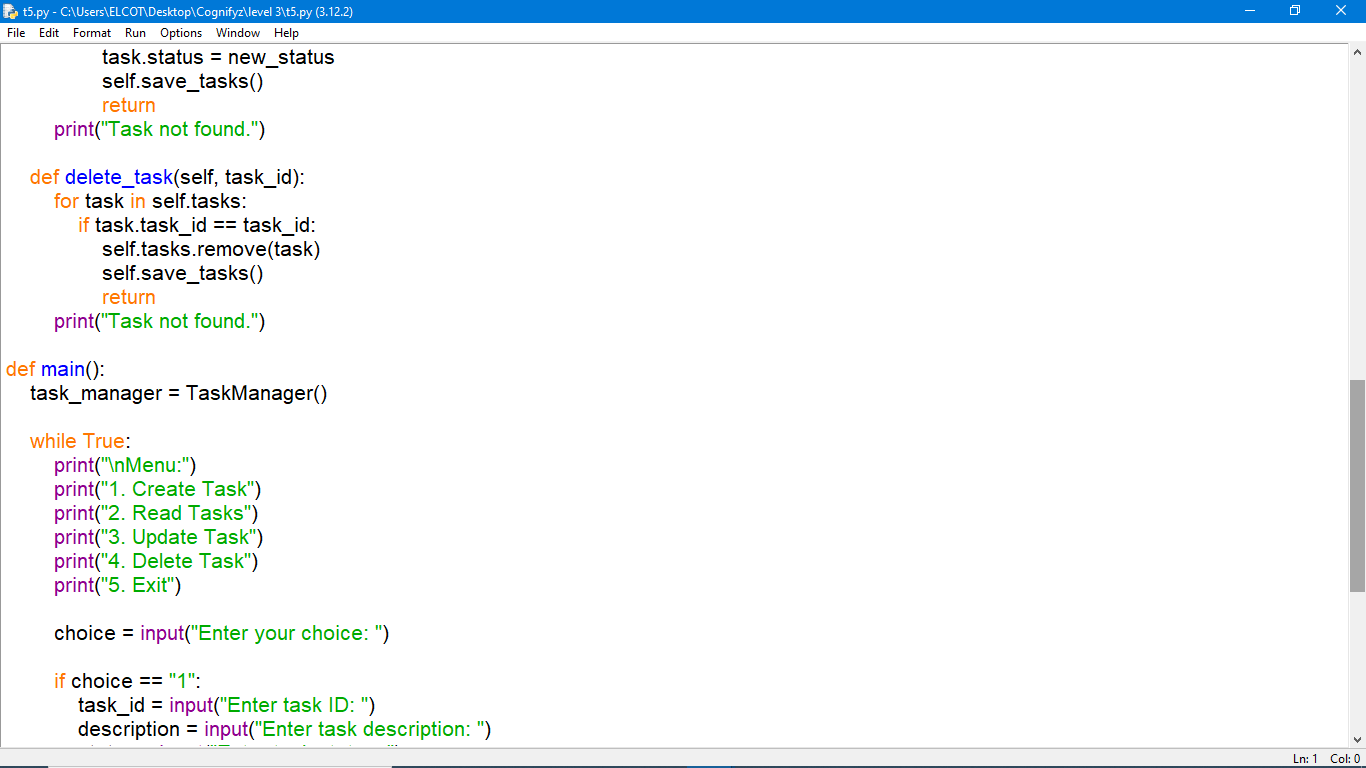 t5.py - C:\Users\ELCOT\Desktop\Cognifyz\level 3\t5.py (3.12.2)
File Edit Format Run Options Window Help
            task.status = new_status
            self.save_tasks()
            return
    print("Task not found.")

def delete_task(self, task_id):
    for task in self.tasks:
        if task.task_id == task_id:
            self.tasks.remove(task)
            self.save_tasks()
            return
    print("Task not found.")

def main():
    task_manager = TaskManager()

    while True:
        print("\nMenu:")
        print("1. Create Task")
        print("2. Read Tasks")
        print("3. Update Task")
        print("4. Delete Task")
        print("5. Exit")

        choice = input("Enter your choice: ")

        if choice == "1":
            task_id = input("Enter task ID: ")
            description = input("Enter task description: ")
Ln: 1 Col: 0